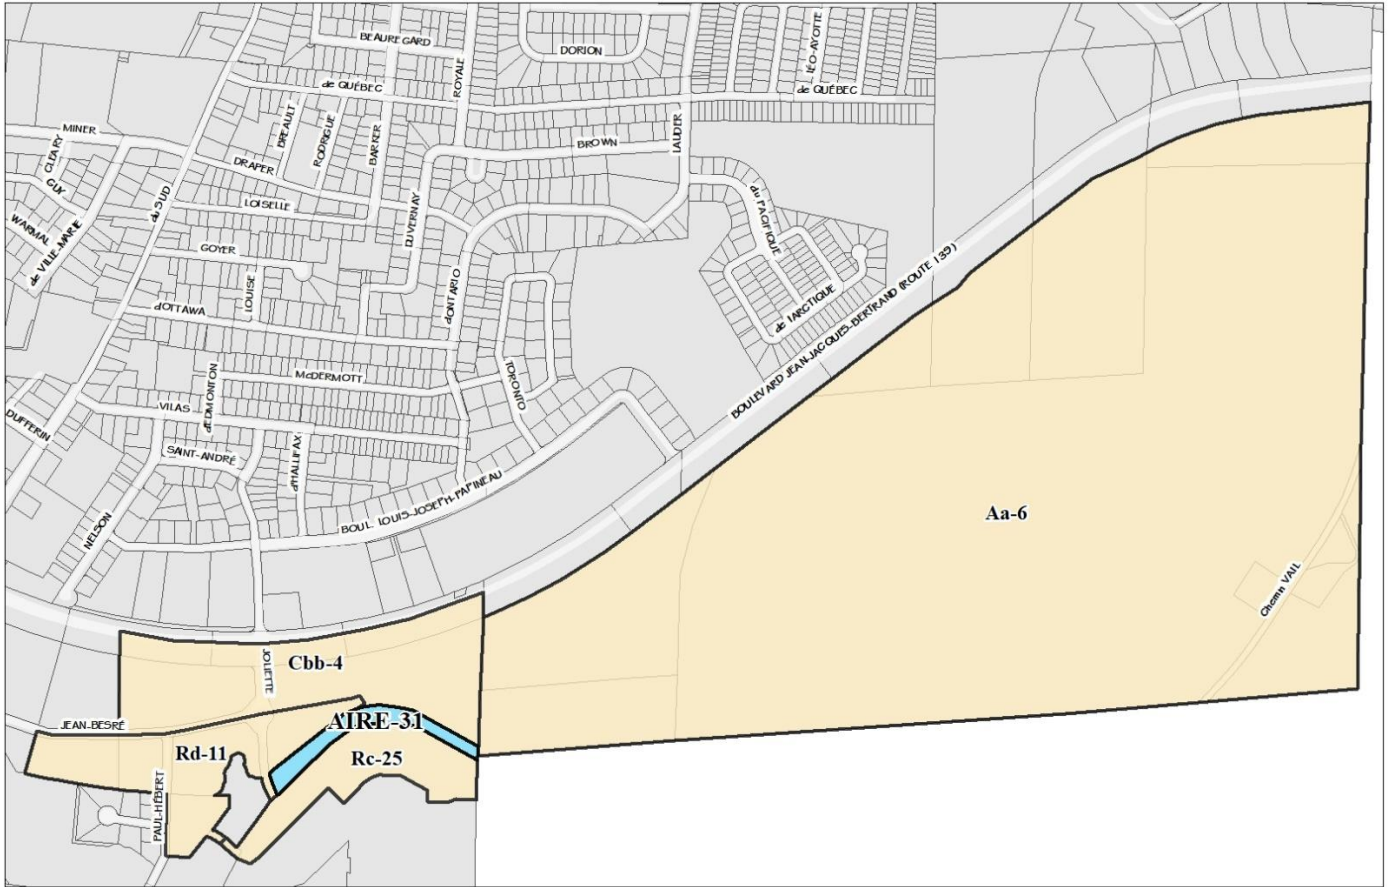 BEAUREGARD
DORION
LÉO-AYOTTE
ROYALE
de QUÉBEC
de QUÉBEC
MINER
CLEARY
GUY
DREAULT
RODRIGUE
BARRER
BROWN
LAUDER
DRAPER
du SUD
LOISELLE
WARMAL
de VILLE-MARIE
DUVERNAY
du PACIFIQUE
GOYER
LOUISE
d'OTTAWA
d'ONTARIO
de l'ARCTIQUE
BOULEVARD JEAN-JACQUES-BERTRAND (ROUTE 139)
McDERMOTT
TORONTO
d'EDMONTON
VILAS
DUFFERIN
SAINT-ANDRÉ
d'HALLIFAX
BOUL. LOUIS-JOSEPH-PAPINEAU
NELSON
Aa-6
Chemin VAIL
Cbb-4
JOLIETTE
JEAN-BESRÉ
AIRE-31
Rd-11
Rc-25
PAUL-HÉBERT